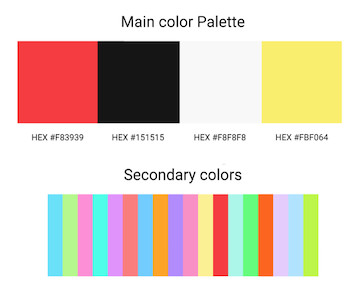 Main color Palette
HEX #F83939
HEX #151515
HEX #F8F8F8
HEX #FBF064
Secondary colors